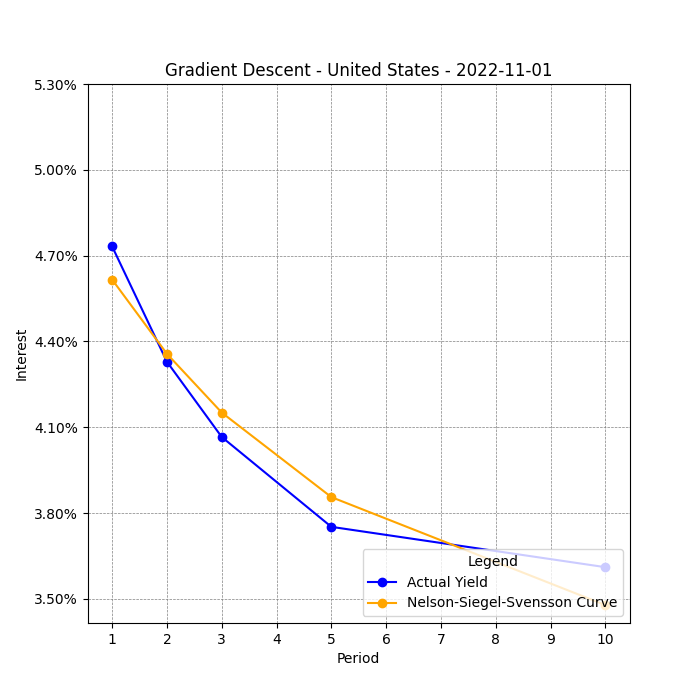 Gradient Descent - United States - 2022-11-01
5.30%
5.00%
4.70%
4.40%
4.10%
3.80%
3.50%
Interest
Legend
Actual Yield
Nelson-Siegel-Svensson Curve
1 2 3 4 5 6 7 8 9 10
Period